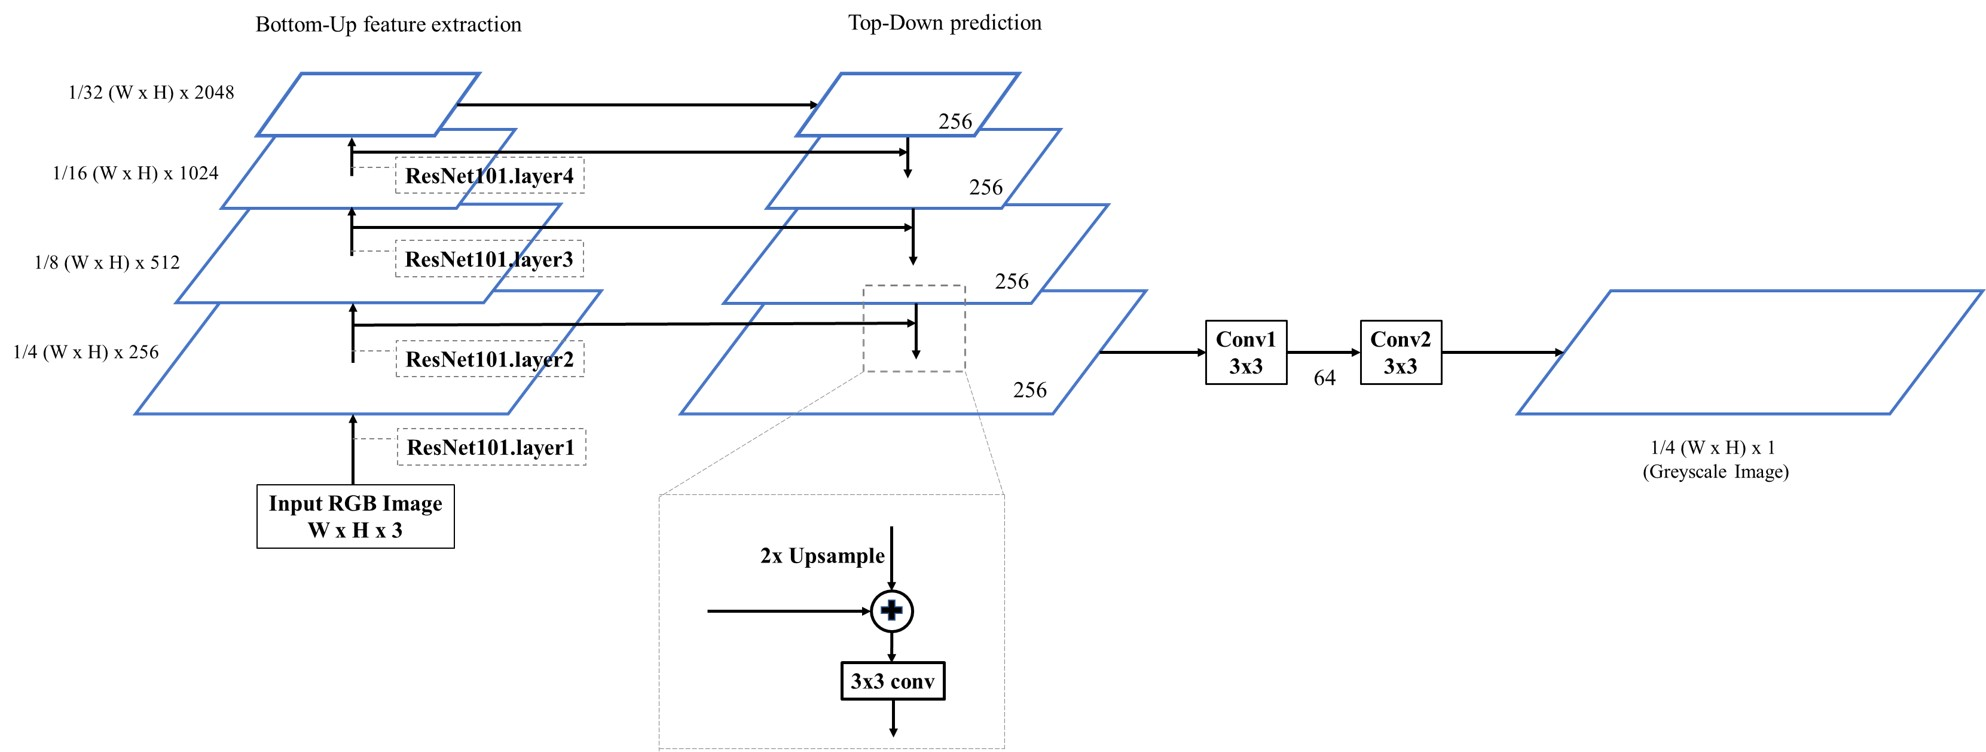 Bottom-Up feature extraction
Top-Down prediction
1/32 (W x H) x 2048
256
1/16 (W x H) x 1024
ResNet101.layer4
256
1/8 (W x H) x 512
ResNet101.layer3
256
1/4 (W x H) x 256
ResNet101.layer2
256
Conv1
3x3
64
Conv2
3x3
ResNet101.layer1
1/4 (W x H) x 1
(Greyscale Image)
Input RGB Image
W x H x 3
2x Upsample
3x3 conv